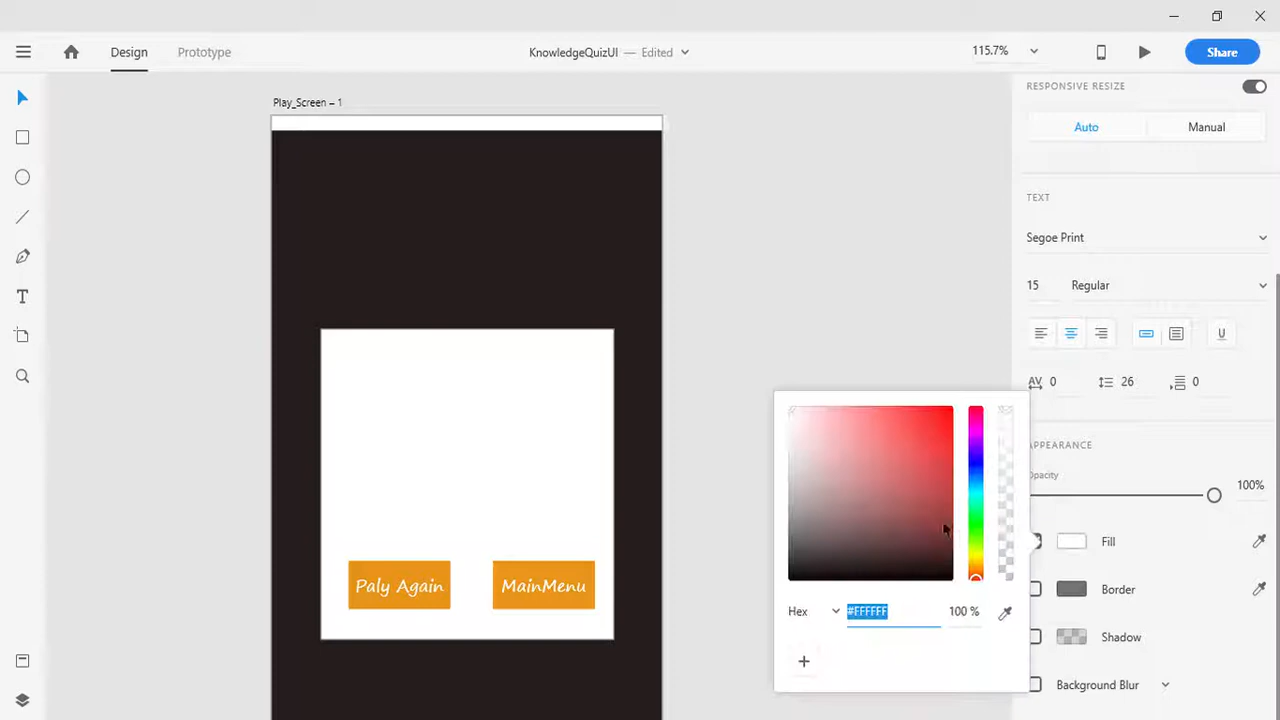 Design
Prototype
KnowledgeQuizUI — Edited
115.7%
Share
Play_Screen – 1
RESPONSIVE RESIZE
Auto
Manual
TEXT
Segoe Print
15
Regular
U
AV 0
26
0
APPEARANCE
Opacity
100%
Fill
Border
Shadow
Background Blur
Hex
#FFFFFF
100 %
Paly Again
MainMenu